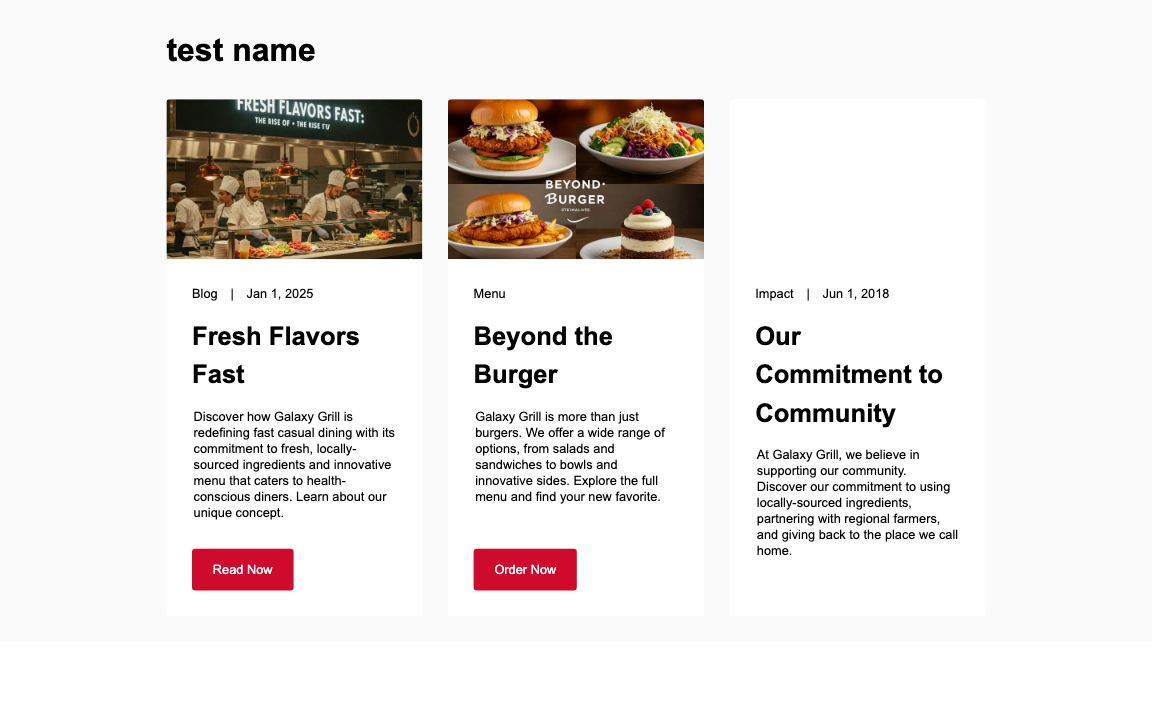 test name
FRESH FLAVORS FAST:
THE RISE OF • THE RISE
BEYOND·
BURGER
Blog | Jan 1, 2025
Fresh Flavors
Fast
Discover how Galaxy Grill is
redefining fast casual dining with its
commitment to fresh, locally-
sourced ingredients and innovative
menu that caters to health-
conscious diners. Learn about our
unique concept.
Read Now
Menu
Beyond the
Burger
Galaxy Grill is more than just
burgers. We offer a wide range of
options, from salads and
sandwiches to bowls and
innovative sides. Explore the full
menu and find your new favorite.
Order Now
Impact | Jun 1, 2018
Our
Commitment to
Community
At Galaxy Grill, we believe in
supporting our community.
Discover our commitment to using
locally-sourced ingredients,
partnering with regional farmers,
and giving back to the place we call
home.